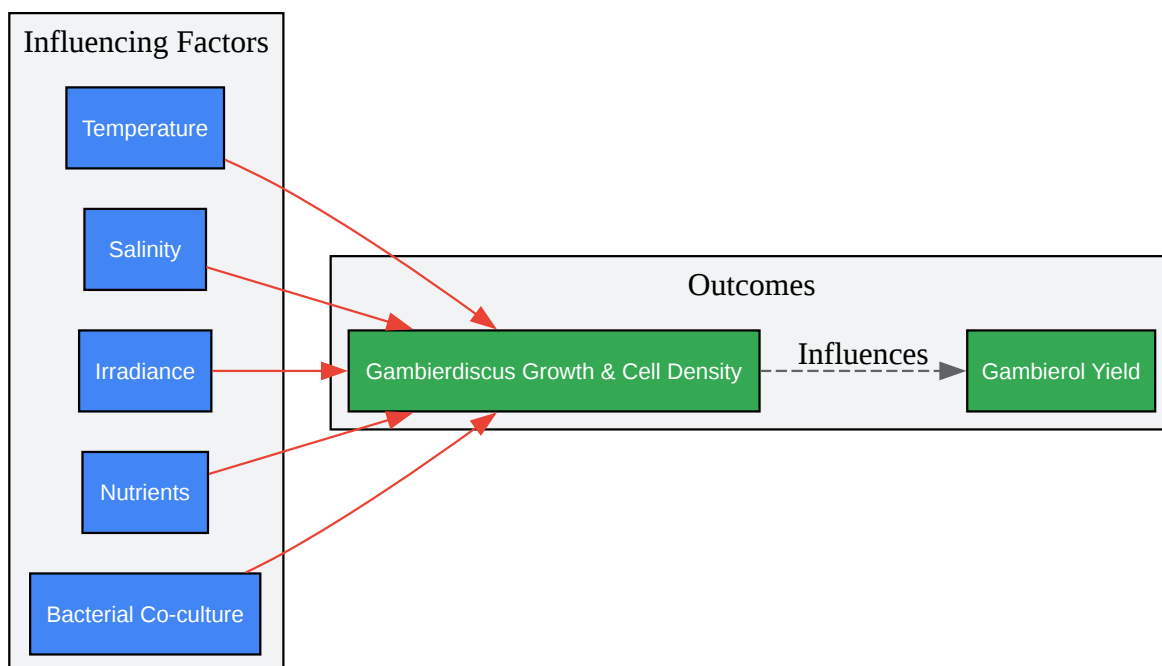 Influencing Factors
Temperature
Salinity
Irradiance
Nutrients
Bacterial Co-culture
Outcomes
Gambierdiscus Growth & Cell Density
Influences
Gambierol Yield